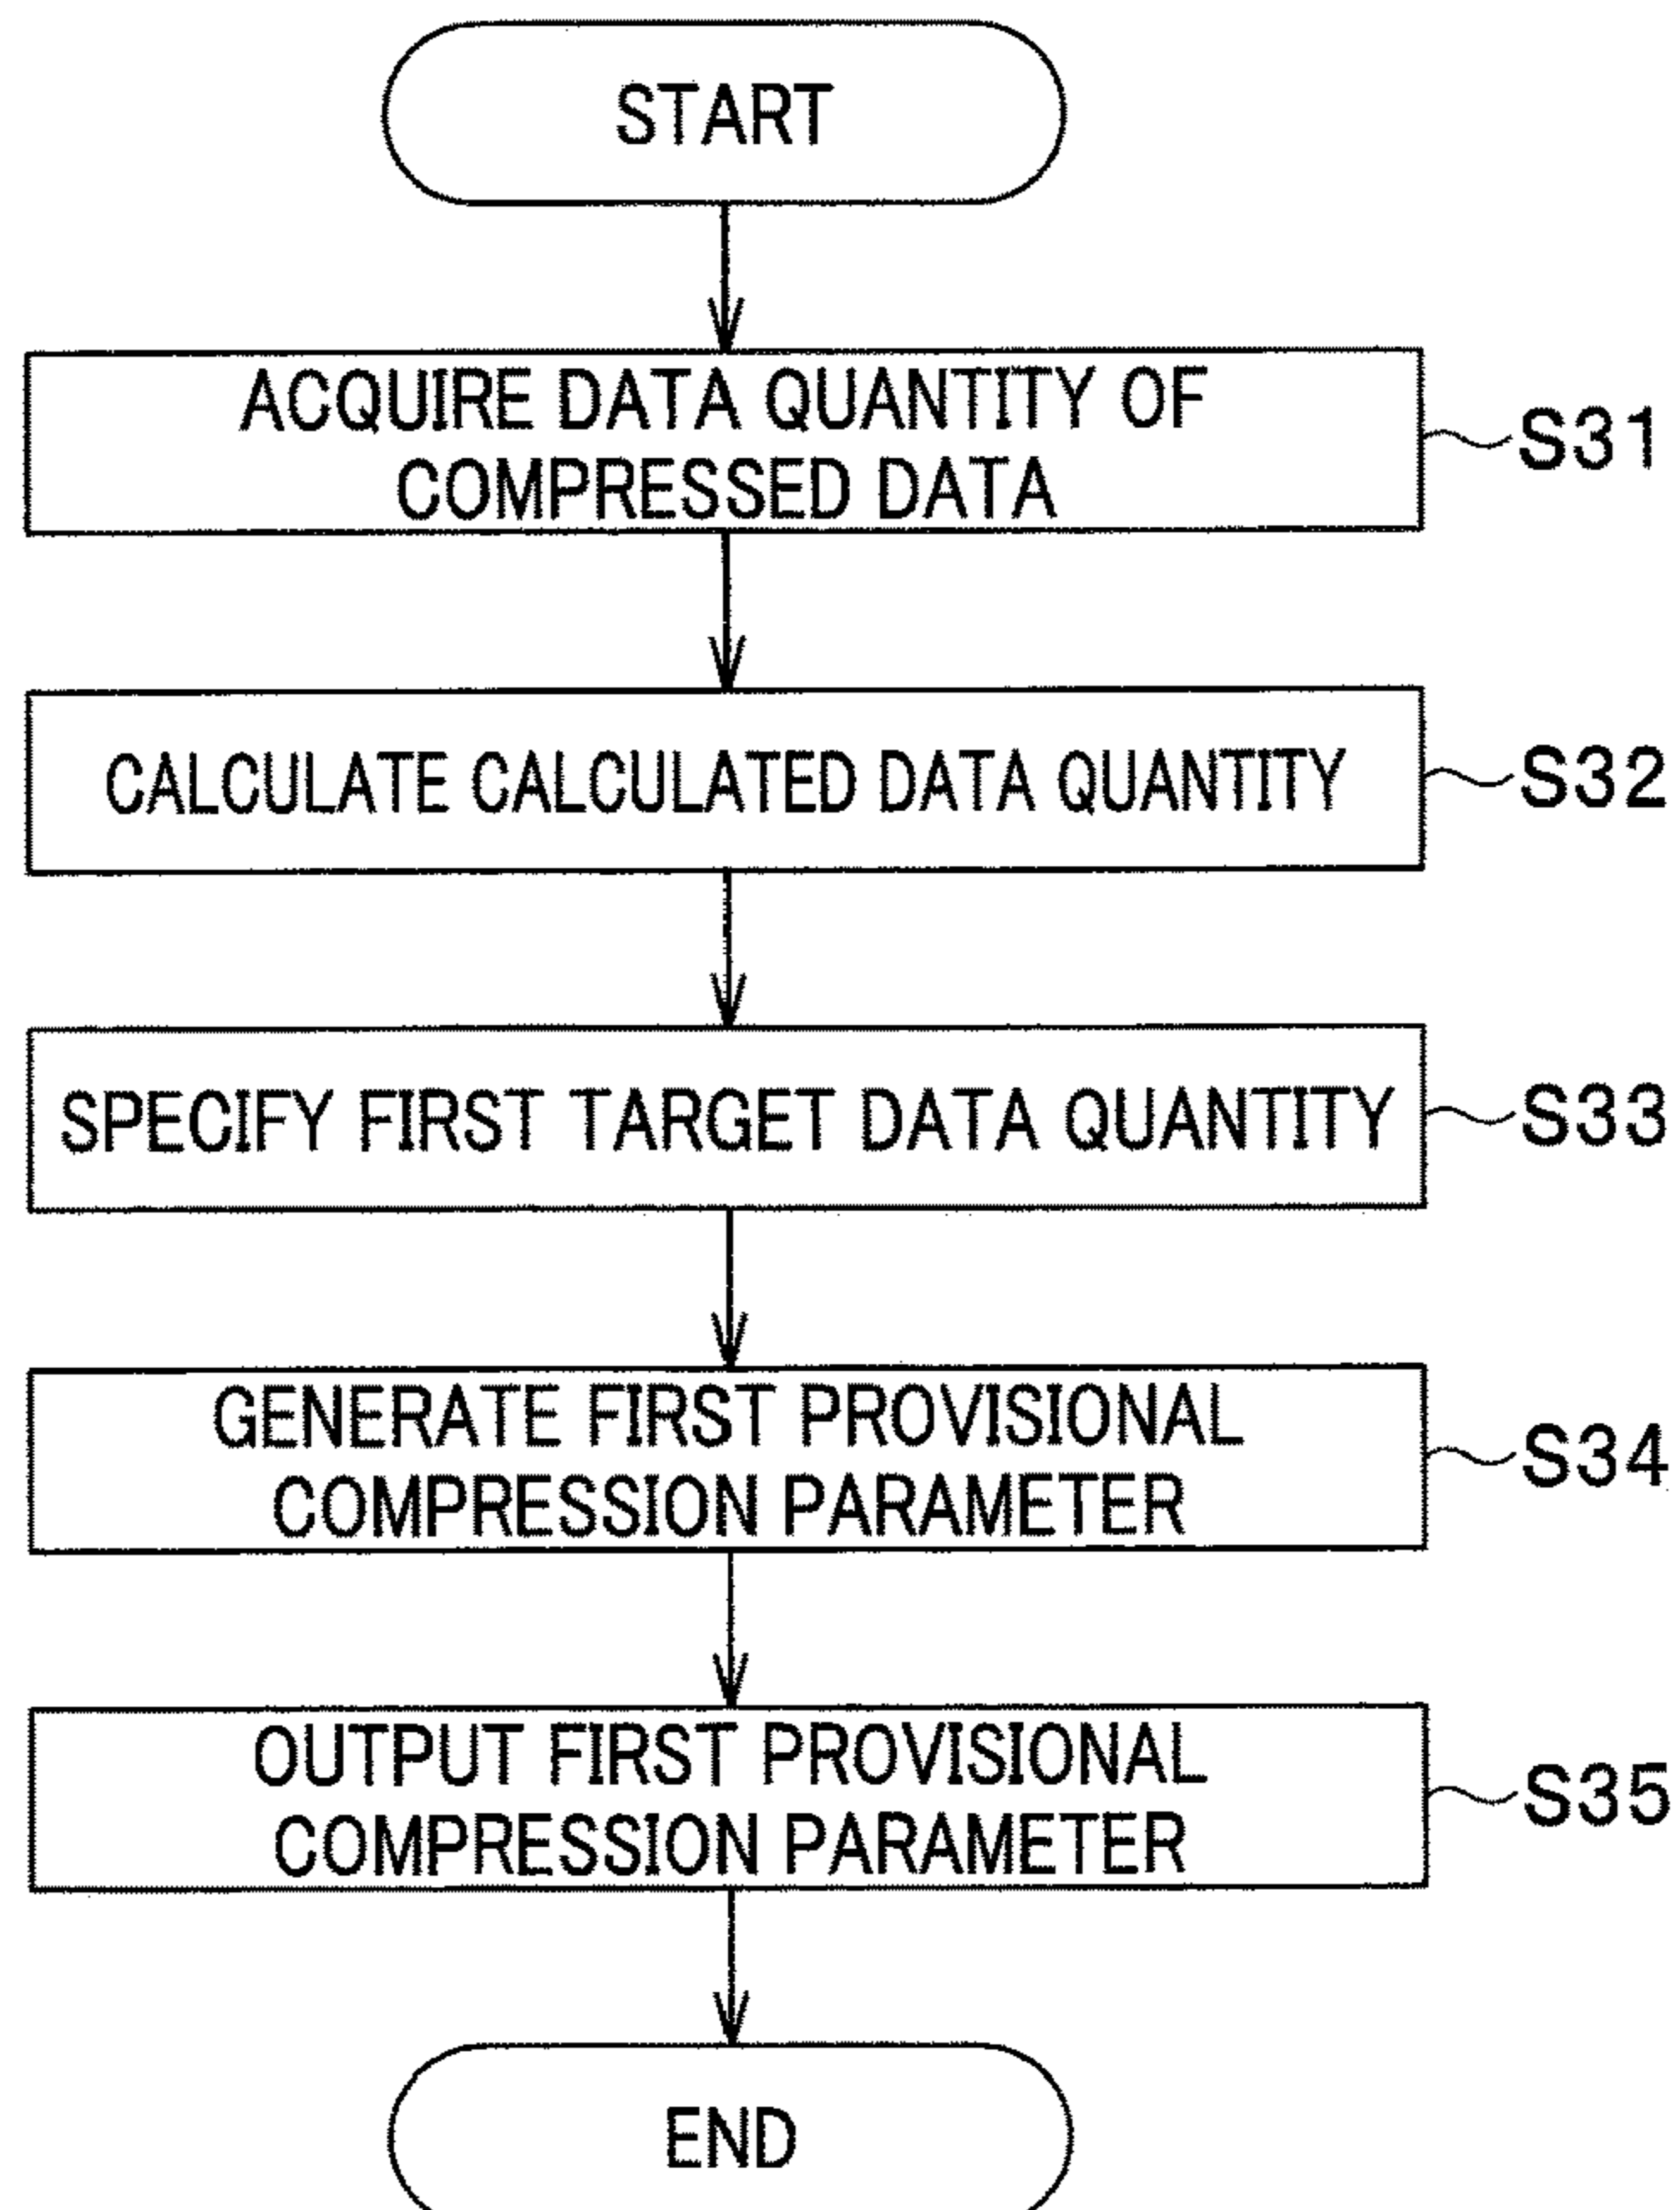 START
ACQUIRE DATA QUANTITY OF
COMPRESSED DATA
S31
CALCULATE CALCULATED DATA QUANTITY
S32
SPECIFY FIRST TARGET DATA QUANTITY
S33
GENERATE FIRST PROVISIONAL
COMPRESSION PARAMETER
S34
OUTPUT FIRST PROVISIONAL
COMPRESSION PARAMETER
S35
END